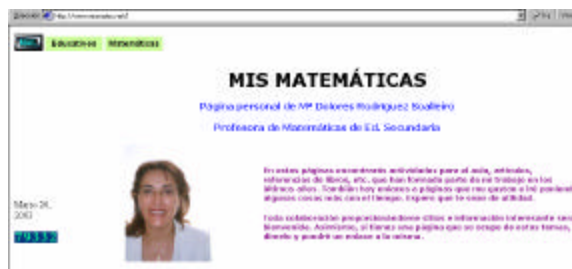 Dirección
Educativos Matemáticas
MIS MATEMÁTICAS
Página personal de Mª Dolores Rodríguez Soalleiro
Profesora de Matemáticas de Ed. Secundaria
En estas páginas encontraréis actividades para el aula, artículos,
referencias de libros, etc. que han formado parte de mi trabajo en los
últimos años. También hay enlaces a páginas que me gustan e iré poniendo
algunas cosas más con el tiempo. Espero que te sean de utilidad.
Toda colaboración proporcionándome sitios e información interesante será
bienvenida. Asimismo, si tienes una página que se ocupe de estos temas,
dímelo y pondré un enlace a la misma.